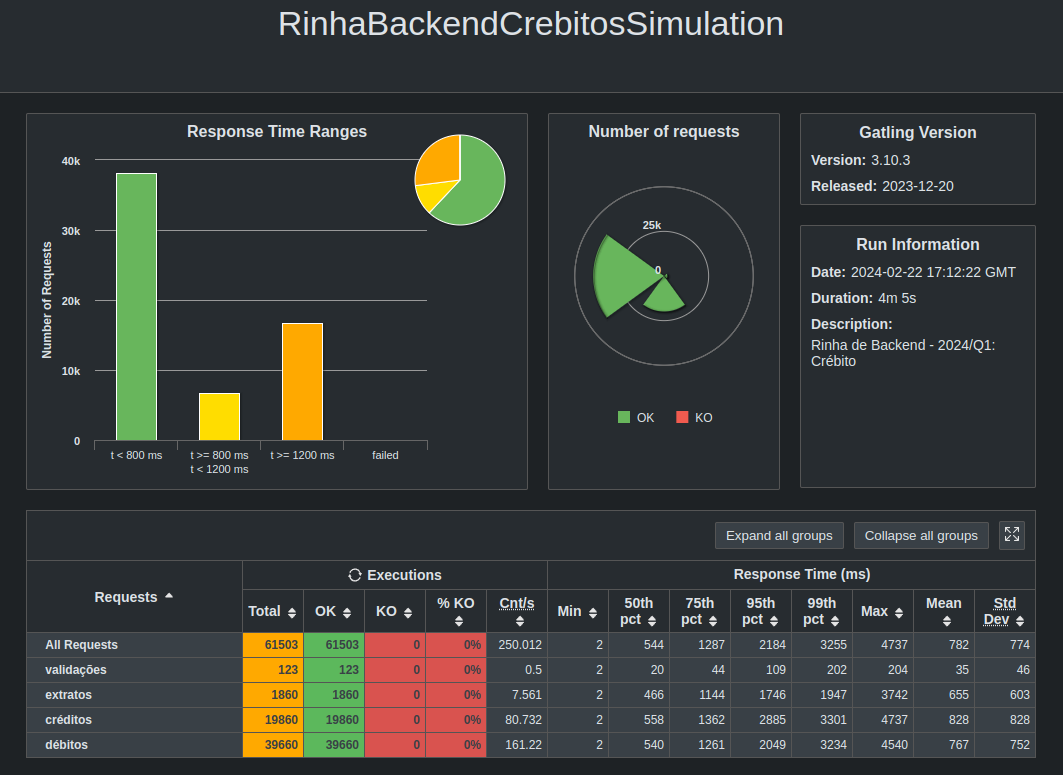 RinhaBackendCrebitosSimulation
Response Time Ranges
40k
30k
20k
10k
0
Number of Requests
t < 800 ms
t >= 800 ms
t < 1200 ms
t >= 1200 ms
failed
Number of requests
25k
0
OK
KO
Gatling Version
Version: 3.10.3
Released: 2023-12-20
Run Information
Date: 2024-02-22 17:12:22 GMT
Duration: 4m 5s
Description:
Rinha de Backend - 2024/Q1:
Crébito
Expand all groups
Collapse all groups
Requests
Executions
Response Time (ms)
Total OK KO % KO Cnt/s Min 50th pct 75th pct 95th pct 99th pct Max Mean Std Dev
All Requests 61503 61503 0 0% 250.012 2 544 1287 2184 3255 4737 782 774
validações 123 123 0 0% 0.5 2 20 44 109 202 204 35 46
extratos 1860 1860 0 0% 7.561 2 466 1144 1746 1947 3742 655 603
créditos 19860 19860 0 0% 80.732 2 558 1362 2885 3301 4737 828 828
débitos 39660 39660 0 0% 161.22 2 540 1261 2049 3234 4540 767 752